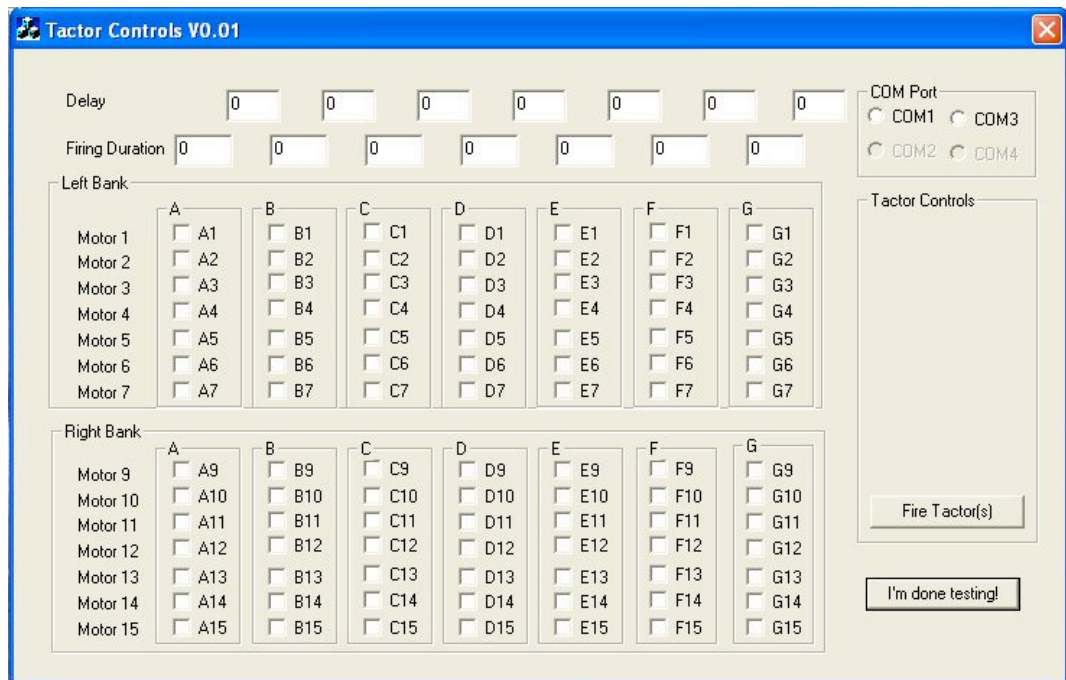 Tactor Controls V0.01
Delay 0 0 0 0 0 0 0
Firing Duration 0 0 0 0 0 0 0
COM Port
COM1 COM3
COM2 COM4
Left Bank
A B C D E F G
Motor 1 A1 B1 C1 D1 E1 F1 G1
Motor 2 A2 B2 C2 D2 E2 F2 G2
Motor 3 A3 B3 C3 D3 E3 F3 G3
Motor 4 A4 B4 C4 D4 E4 F4 G4
Motor 5 A5 B5 C5 D5 E5 F5 G5
Motor 6 A6 B6 C6 D6 E6 F6 G6
Motor 7 A7 B7 C7 D7 E7 F7 G7
Right Bank
A B C D E F G
Motor 9 A9 B9 C9 D9 E9 F9 G9
Motor 10 A10 B10 C10 D10 E10 F10 G10
Motor 11 A11 B11 C11 D11 E11 F11 G11
Motor 12 A12 B12 C12 D12 E12 F12 G12
Motor 13 A13 B13 C13 D13 E13 F13 G13
Motor 14 A14 B14 C14 D14 E14 F14 G14
Motor 15 A15 B15 C15 D15 E15 F15 G15
Tactor Controls
Fire Tactor(s)
I'm done testing!